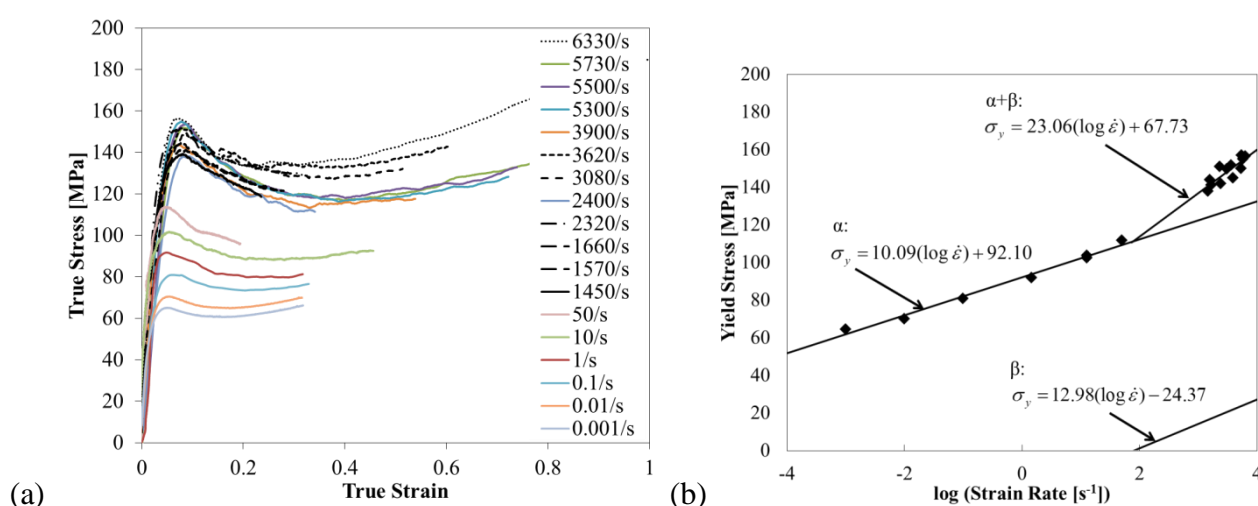 200
180
160
140
120
100
80
60
40
20
0
True Stress [MPa]
0
0.2
0.4
0.6
0.8
1
True Strain
6330/s
5730/s
5500/s
5300/s
3900/s
3620/s
3080/s
2400/s
2320/s
1660/s
1570/s
1450/s
50/s
10/s
1/s
0.1/s
0.01/s
0.001/s
(a)
200
180
160
140
120
100
80
60
40
20
0
Yield Stress [MPa]
α+β:
σy = 23.06(log ε̇) + 67.73
α:
σy = 10.09(log ε̇) + 92.10
β:
σy = 12.98(log ε̇) − 24.37
-4
-2
0
2
4
log (Strain Rate [s⁻¹])
(b)